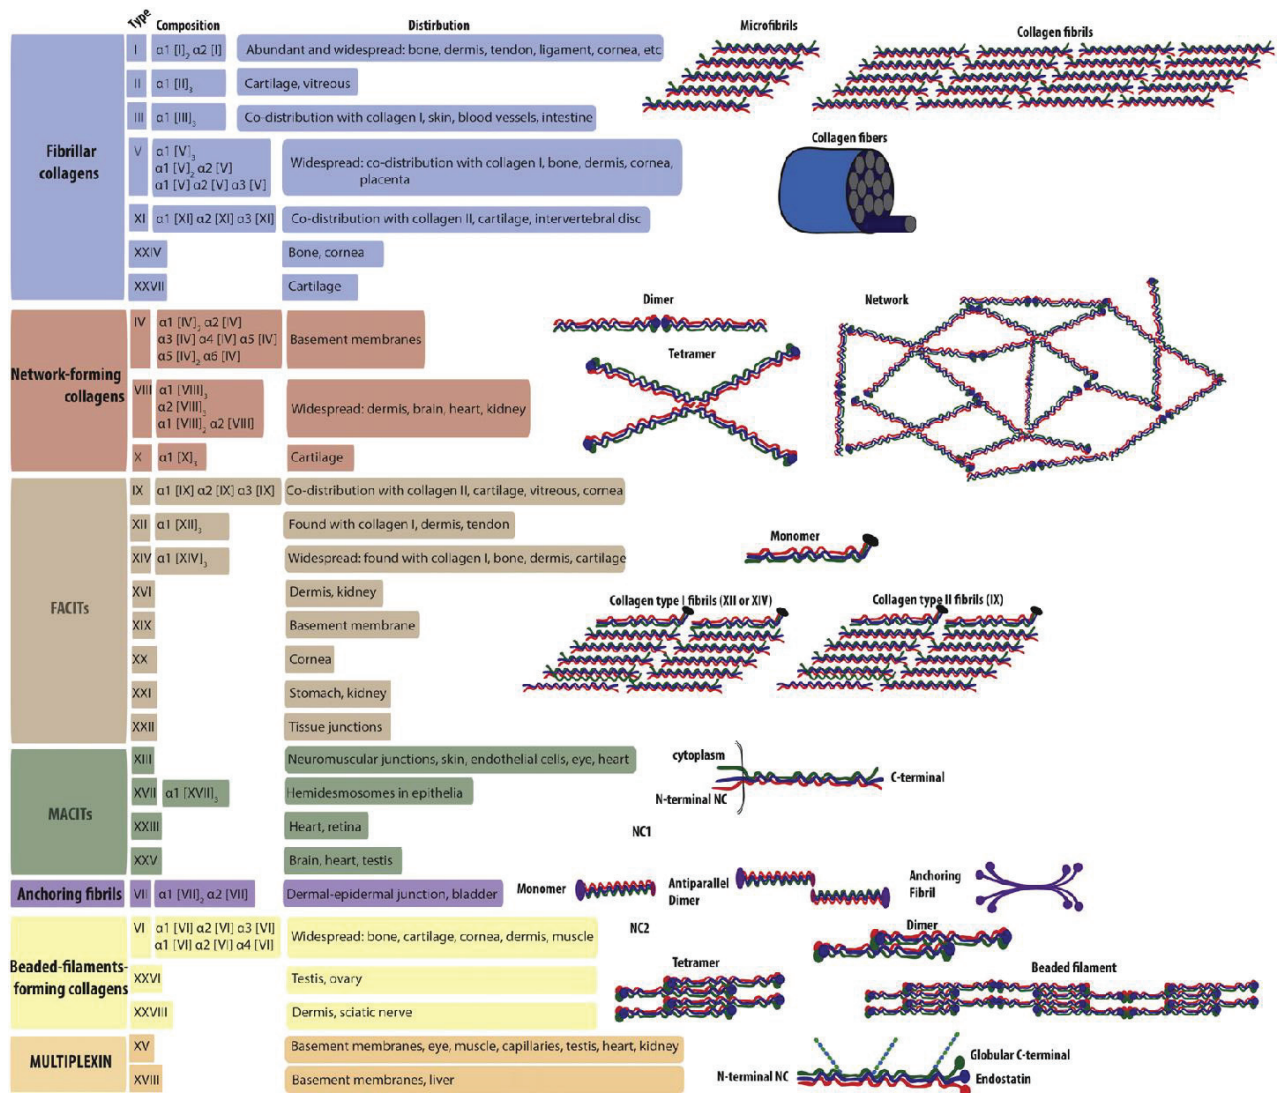 Type Composition Distribution
Fibrillar collagens
I α1 [I]₂ α2 [I] Abundant and widespread: bone, dermis, tendon, ligament, cornea, etc
II α1 [II]₃ Cartilage, vitreous
III α1 [III]₃ Co-distribution with collagen I, skin, blood vessels, intestine
V α1 [V]₃
α1 [V]₂ α2 [V]
α1 [V] α2 [V] α3 [V]
Widespread: co-distribution with collagen I, bone, dermis, cornea,
placenta
XI α1 [XI] α2 [XI] α3 [XI] Co-distribution with collagen II, cartilage, intervertebral disc
XXIV Bone, cornea
XXVII Cartilage
Microfibrils
Collagen fibrils
Collagen fibers
Network-forming
collagens
IV α1 [IV]₃ α2 [IV]
α3 [IV] α4 [IV] α5 [IV]
α5 [IV]₂ α6 [IV]
Basement membranes
VIII α1 [VIII]₃
α2 [VIII]₃
α1 [VIII]₂ α2 [VIII]
Widespread: dermis, brain, heart, kidney
X α1 [X]₃ Cartilage
Dimer
Tetramer
Network
FACITs
IX α1 [IX] α2 [IX] α3 [IX] Co-distribution with collagen II, cartilage, vitreous, cornea
XII α1 [XII]₃ Found with collagen I, dermis, tendon
XIV α1 [XIV]₃ Widespread: found with collagen I, bone, dermis, cartilage
XVI Dermis, kidney
XIX Basement membrane
XX Cornea
XXI Stomach, kidney
XXII Tissue junctions
Monomer
Collagen type I fibrils (XII or XIV)
Collagen type II fibrils (IX)
MACITs
XIII Neuromuscular junctions, skin, endothelial cells, eye, heart
XVII α1 [XVII]₃ Hemidesmosomes in epithelia
XXIII Heart, retina
XXV Brain, heart, testis
cytoplasm
C-terminal
N-terminal NC
NC1
Anchoring fibrils
VII α1 [VII]₂ α2 [VII] Dermal-epidermal junction, bladder
Monomer
Antiparallel
Dimer
Anchoring
Fibril
NC2
Beaded-filaments-
forming collagens
VI α1 [VI] α2 [VI] α3 [VI]
α1 [VI] α2 [VI] α4 [VI]
Widespread: bone, cartilage, cornea, dermis, muscle
XXVI Testis, ovary
XXVIII Dermis, sciatic nerve
Dimer
Tetramer
Beaded filament
MULTIPLEXIN
XV Basement membranes, eye, muscle, capillaries, testis, heart, kidney
XVIII Basement membranes, liver
Globular C-terminal
N-terminal NC
Endostatin